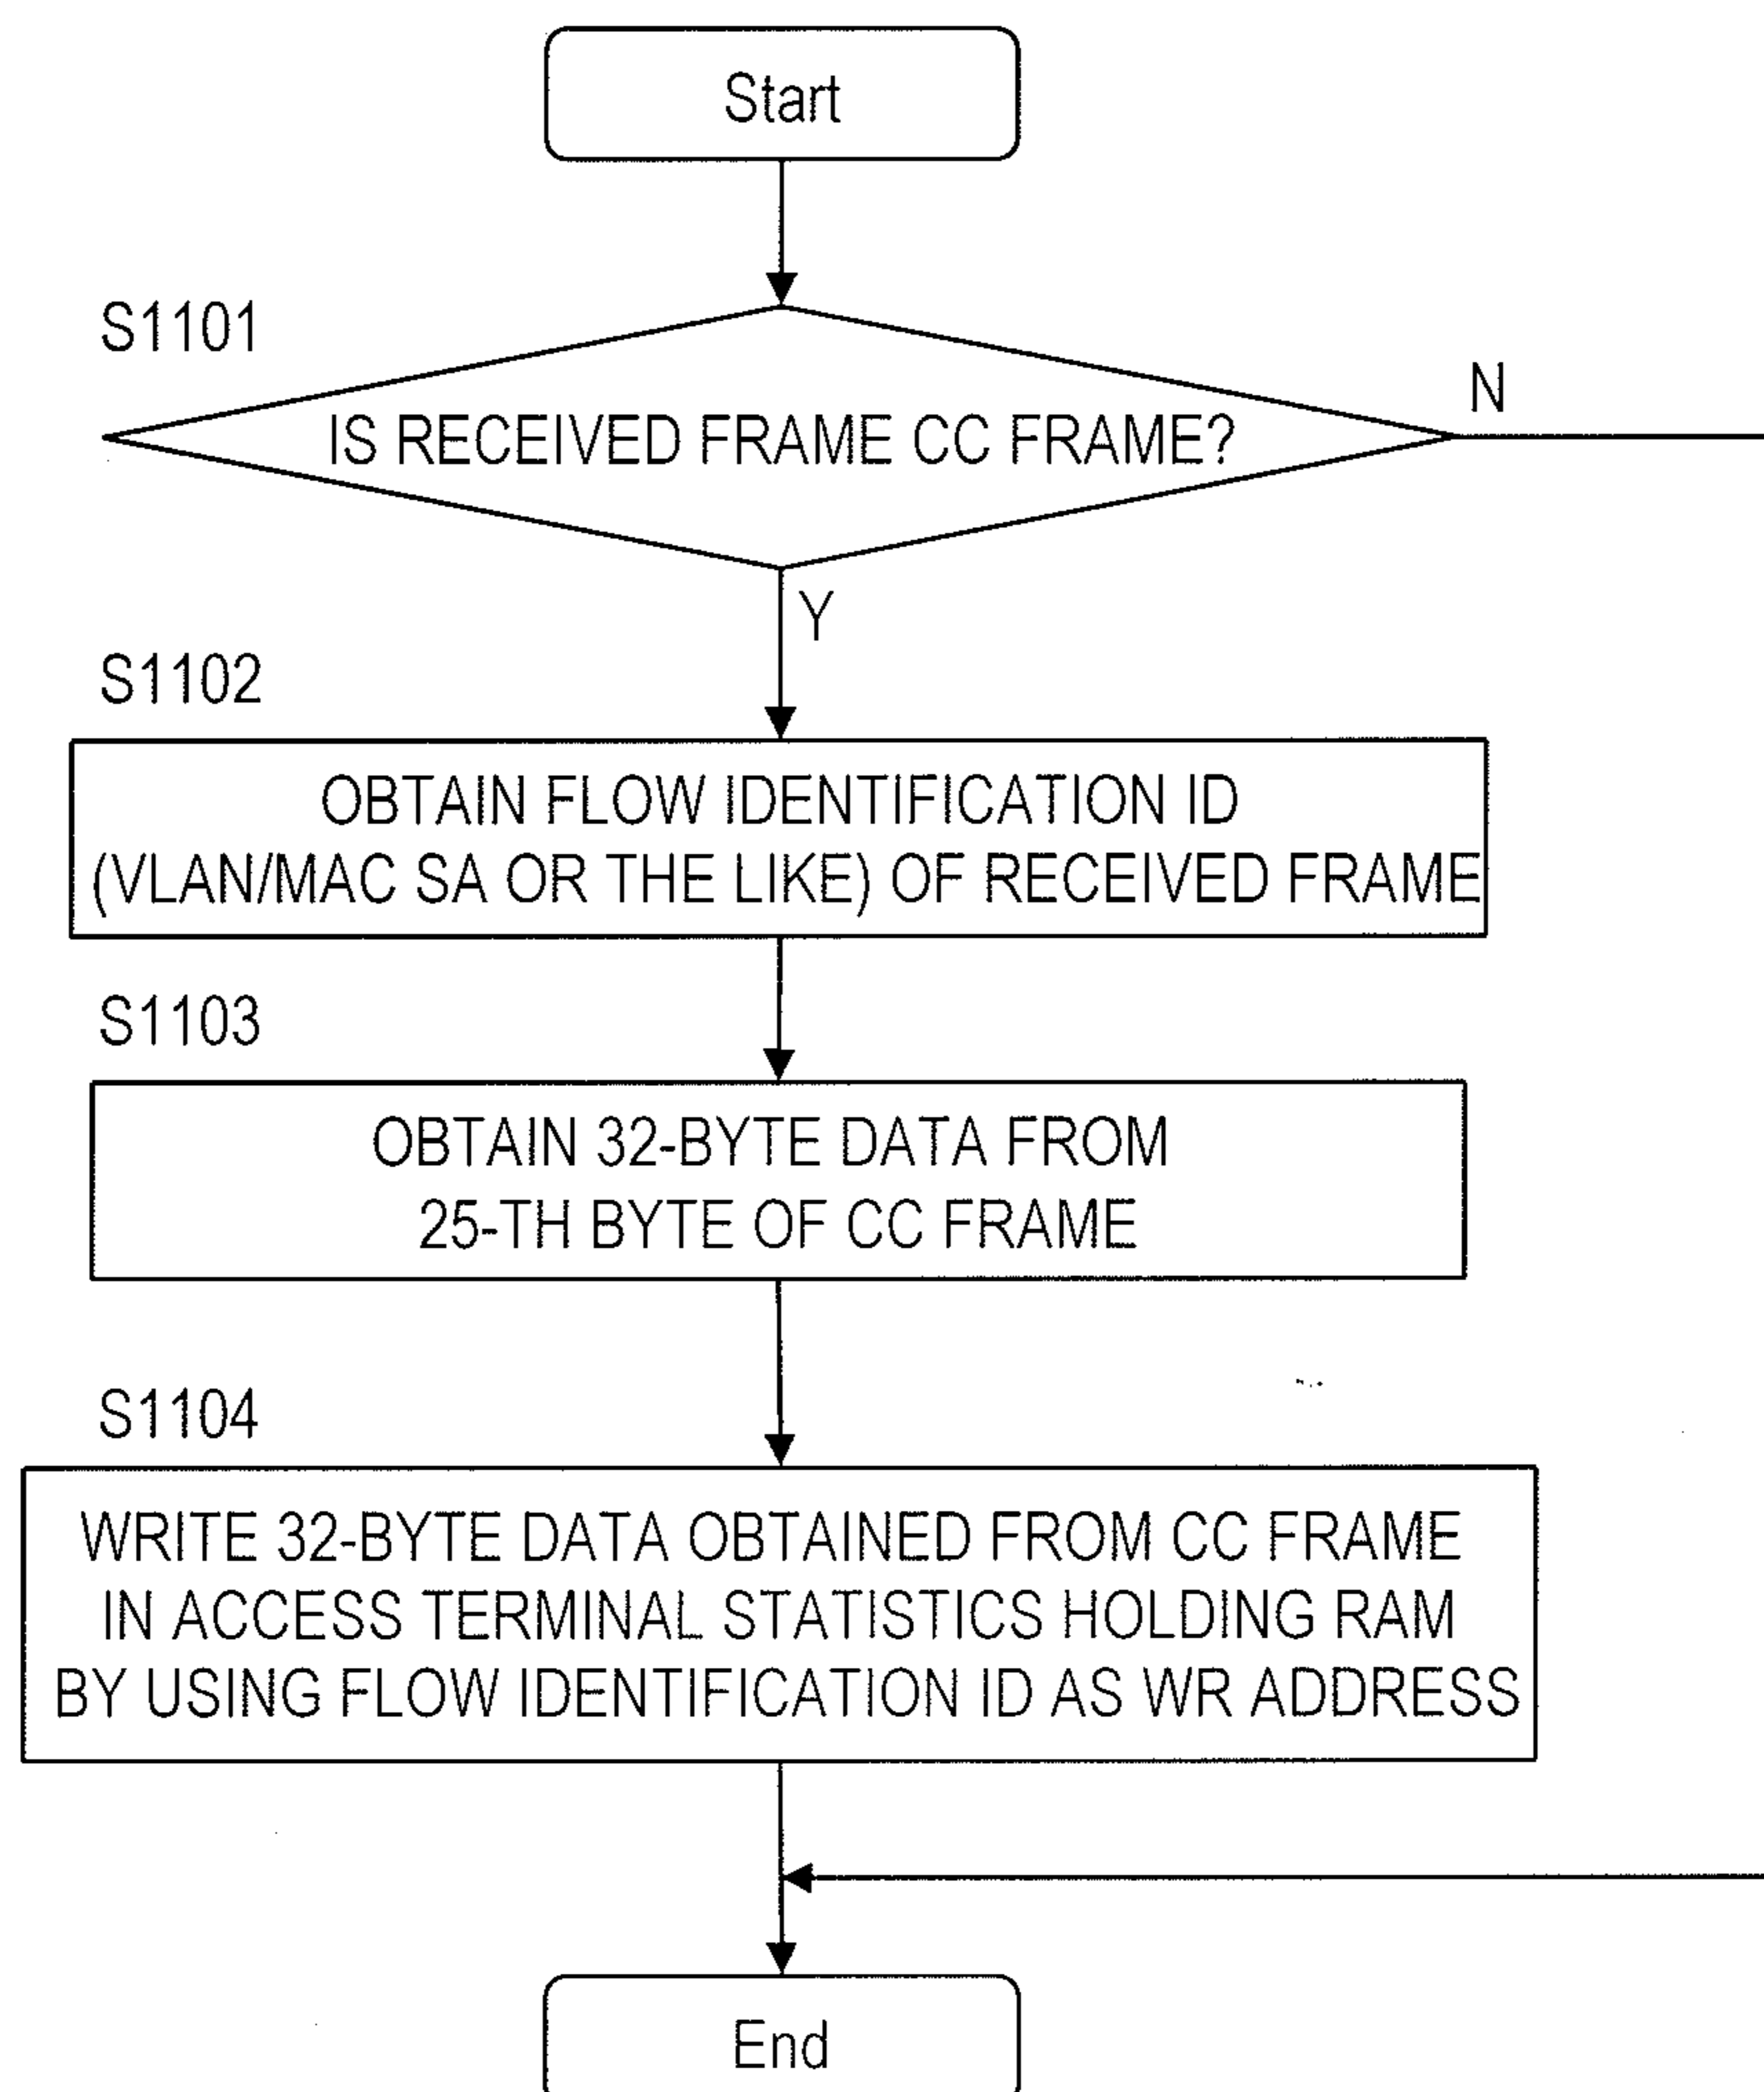 Start
S1101
N
IS RECEIVED FRAME CC FRAME?
Y
S1102
OBTAIN FLOW IDENTIFICATION ID
(VLAN/MAC SA OR THE LIKE) OF RECEIVED FRAME
S1103
OBTAIN 32-BYTE DATA FROM
25-TH BYTE OF CC FRAME
S1104
WRITE 32-BYTE DATA OBTAINED FROM CC FRAME
IN ACCESS TERMINAL STATISTICS HOLDING RAM
BY USING FLOW IDENTIFICATION ID AS WR ADDRESS
End